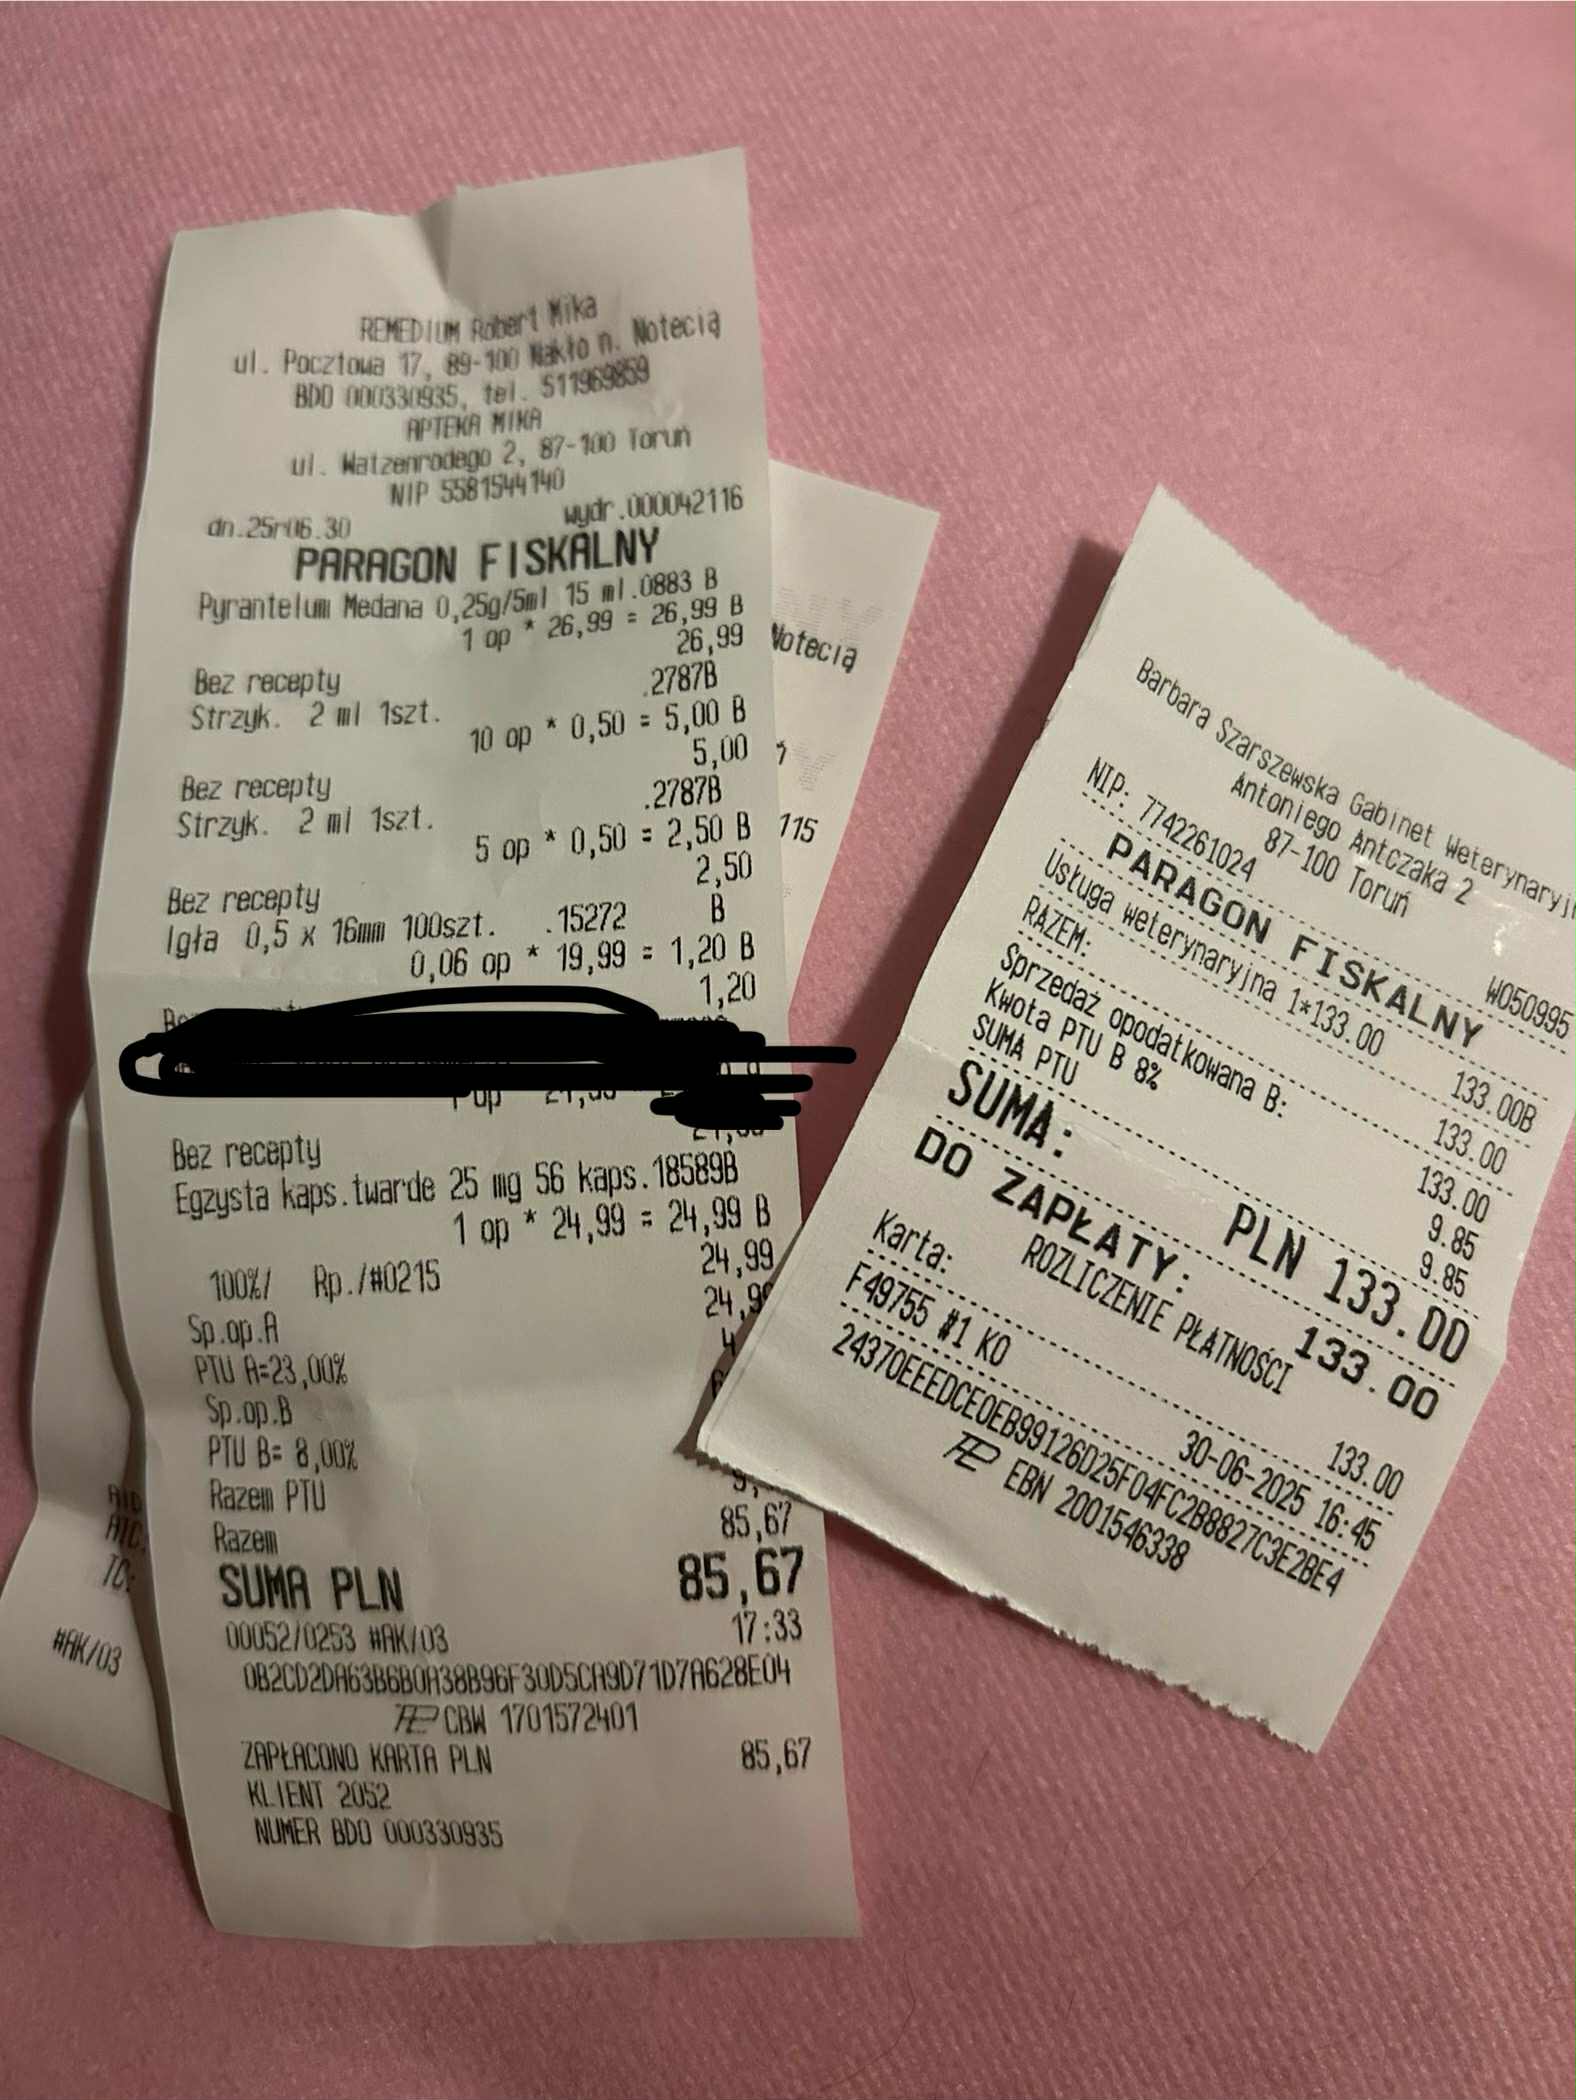 REMEDIUM Robert Mika
ul. Pocztowa 17, 89-100 Nakło n. Notecią
BDO 000330935, tel. 511969859
APTEKA MIKA
ul. Watzenrodego 2, 87-100 Toruń
NIP 5581544140
dn.25r06.30 wydr.000042116
PARAGON FISKALNY
Pyrantelum Medana 0,25g/5ml 15 ml.0883 B
1 op * 26,99 = 26,99 B
26,99
Bez recepty
Strzyk. 2 ml 1szt. .2787B
10 op * 0,50 = 5,00 B
5,00
Bez recepty
Strzyk. 2 ml 1szt. .2787B
5 op * 0,50 = 2,50 B
2,50
Bez recepty
Igła 0,5 x 16mm 100szt. .15272 B
0,06 op * 19,99 = 1,20 B
1,20
1 op
Bez recepty
Egzysta kaps.twarde 25 mg 56 kaps.18589B
1 op * 24,99 = 24,99 B
24,99
100%/ Rp./#0215
Sp.op.A 24,99
PTU A=23,00% 4
Sp.op.B
PTU B= 8,00%
Razem PTU
Razem 85,67
SUMA PLN 85,67
00052/0253 #AK/03 17:33
0B2CD2DA63B6B0A38B96F30D5CA9D71D7A628E04
CBW 1701572401
ZAPŁACONO KARTA PLN 85,67
KLIENT 2052
NUMER BDO 000330935
Notecią
115
TC:
#AK/03
Barbara Szarszewska Gabinet Weterynaryjn
Antoniego Antczaka 2
87-100 Toruń
NIP: 7742261024 W050995
PARAGON FISKALNY
Usługa weterynaryjna 1*133.00 133.00B
RAZEM: 133.00
Sprzedaż opodatkowana B: 133.00
Kwota PTU B 8% 9.85
SUMA PTU 9.85
SUMA: PLN 133.00
DO ZAPŁATY: 133.00
ROZLICZENIE PŁATNOŚCI
Karta: 133.00
F49755 #1 KO 30-06-2025 16:45
24370EEEDCE0EB99126D25F04FC2B8827C3E2BE4
EBN 2001546338